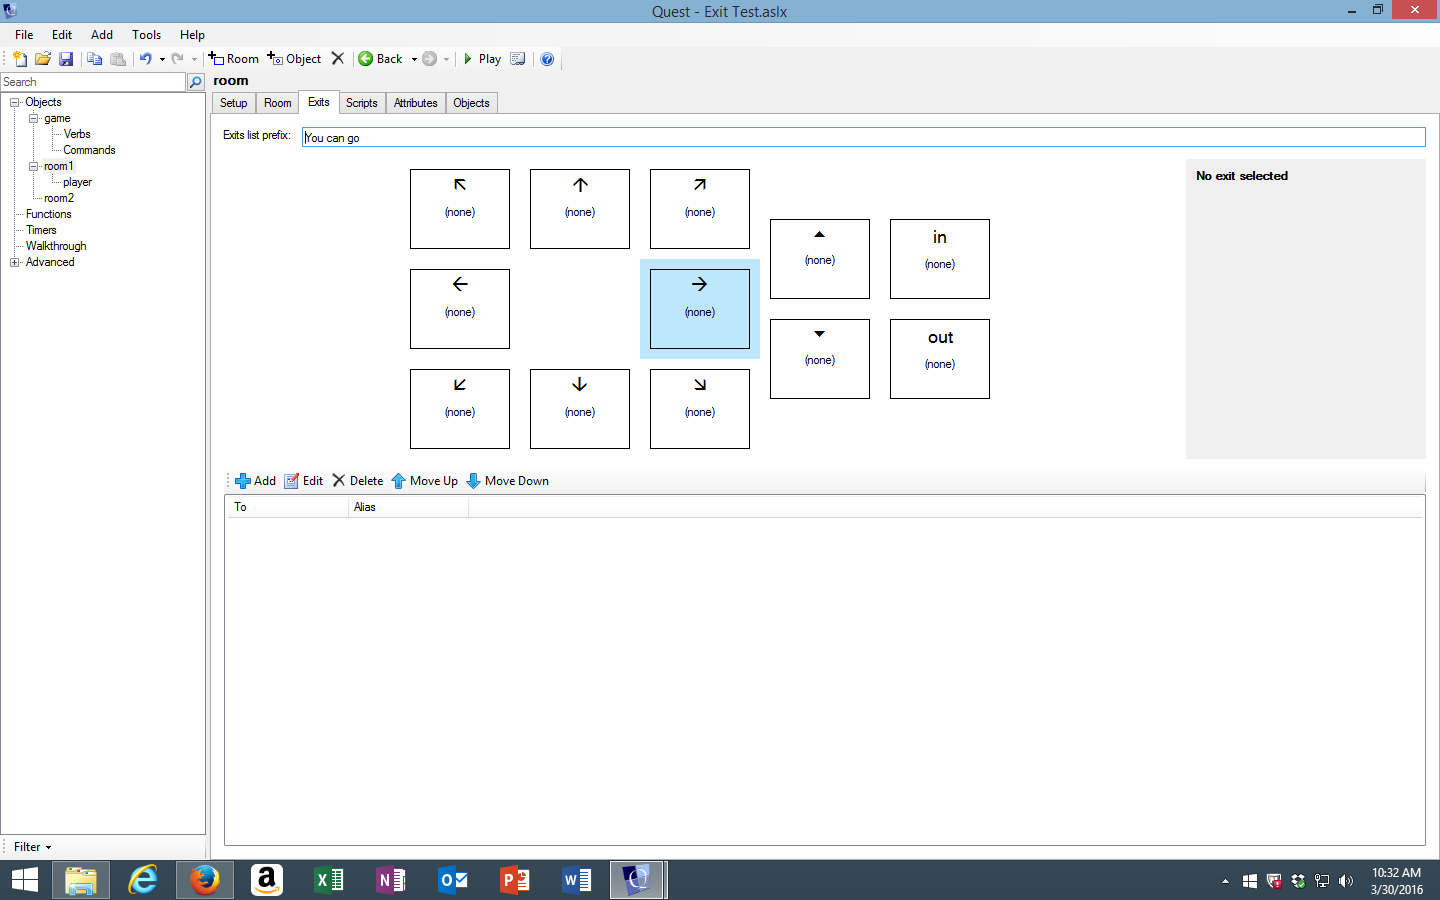 Quest - Exit Test.aslx
File Edit Add Tools Help
Room Object Back Play
Search
room
Setup Room Exits Scripts Attributes Objects
Objects
game
Verbs
Commands
room1
player
room2
Functions
Timers
Walkthrough
Advanced
Exits list prefix: You can go
(none) (none) (none)
(none) (none)
(none) (none) (none)
(none)
in
(none)
(none)
out
(none)
No exit selected
Add Edit Delete Move Up Move Down
To Alias
Filter
10:32 AM
3/30/2016